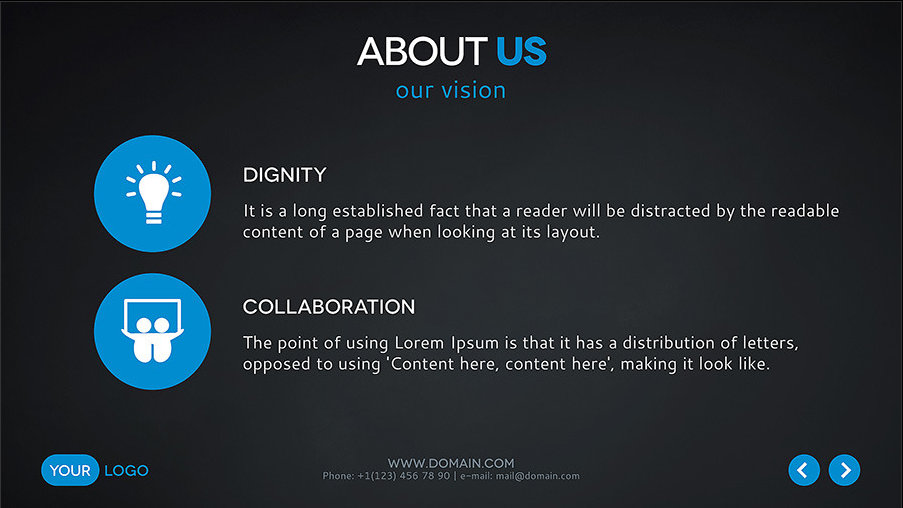 ABOUT US
our vision
DIGNITY
It is a long established fact that a reader will be distracted by the readable
content of a page when looking at its layout.
COLLABORATION
The point of using Lorem Ipsum is that it has a distribution of letters,
opposed to using 'Content here, content here', making it look like.
YOUR LOGO
WWW.DOMAIN.COM
Phone: +1(123) 456 78 90 | e-mail: mail@domain.com